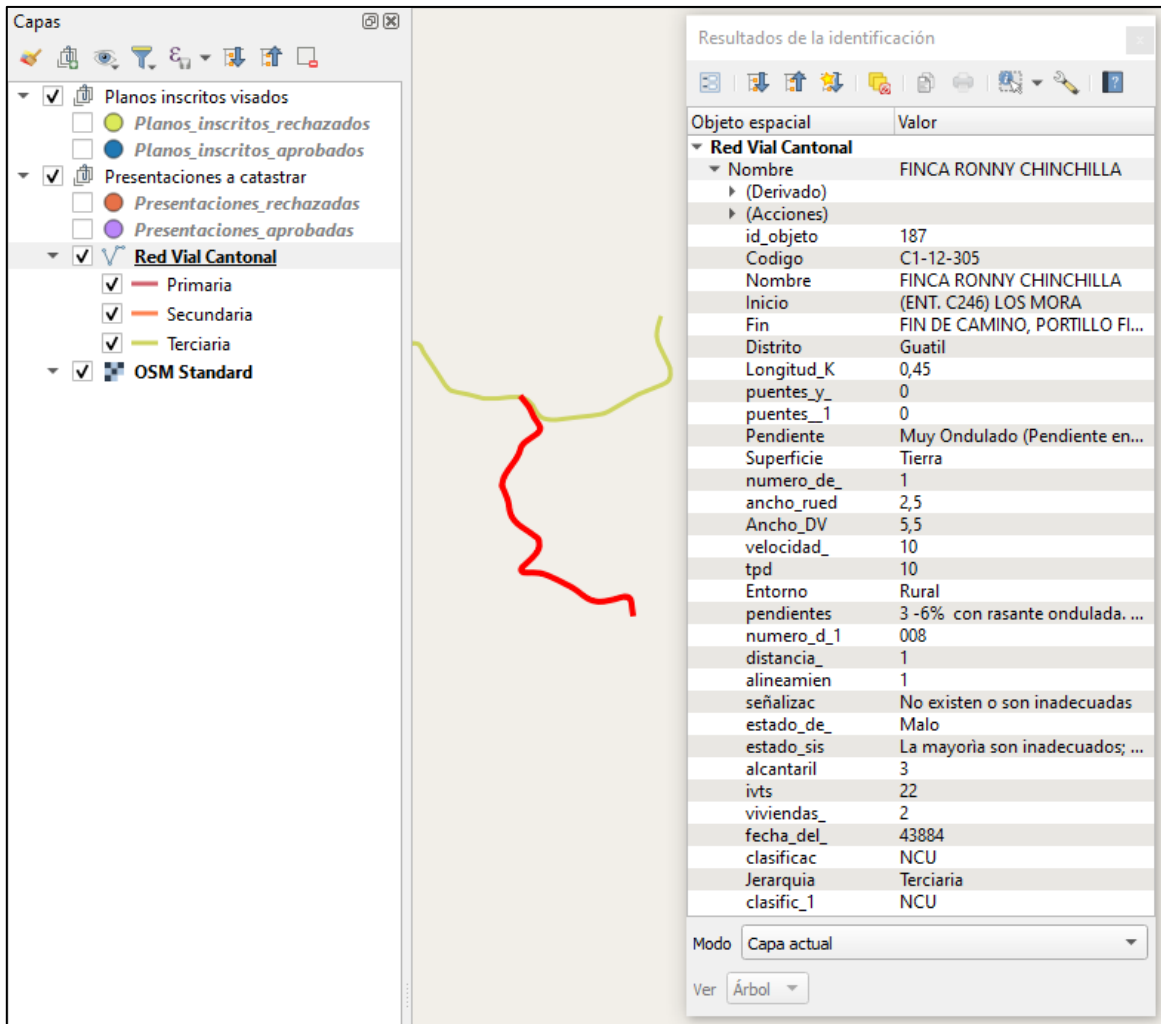 Capas
Planos inscritos visados
Planos_inscritos_rechazados
Planos_inscritos_aprobados
Presentaciones a catastrar
Presentaciones_rechazadas
Presentaciones_aprobadas
Red Vial Cantonal
Primaria
Secundaria
Terciaria
OSM Standard
Resultados de la identificación
Objeto espacial Valor
Red Vial Cantonal
Nombre FINCA RONNY CHINCHILLA
(Derivado)
(Acciones)
id_objeto 187
Codigo C1-12-305
Nombre FINCA RONNY CHINCHILLA
Inicio (ENT. C246) LOS MORA
Fin FIN DE CAMINO, PORTILLO FI...
Distrito Guatil
Longitud_K 0,45
puentes_y_ 0
puentes__1 0
Pendiente Muy Ondulado (Pendiente en...
Superficie Tierra
numero_de_ 1
ancho_rued 2,5
Ancho_DV 5,5
velocidad_ 10
tpd 10
Entorno Rural
pendientes 3 -6%  con rasante ondulada. ...
numero_d_1 008
distancia_ 1
alineamien 1
señalizac No existen o son inadecuadas
estado_de_ Malo
estado_sis La mayorìa son inadecuados; ...
alcantaril 3
ivts 22
viviendas_ 2
fecha_del_ 43884
clasificac NCU
Jerarquia Terciaria
clasific_1 NCU
Modo Capa actual
Ver Árbol